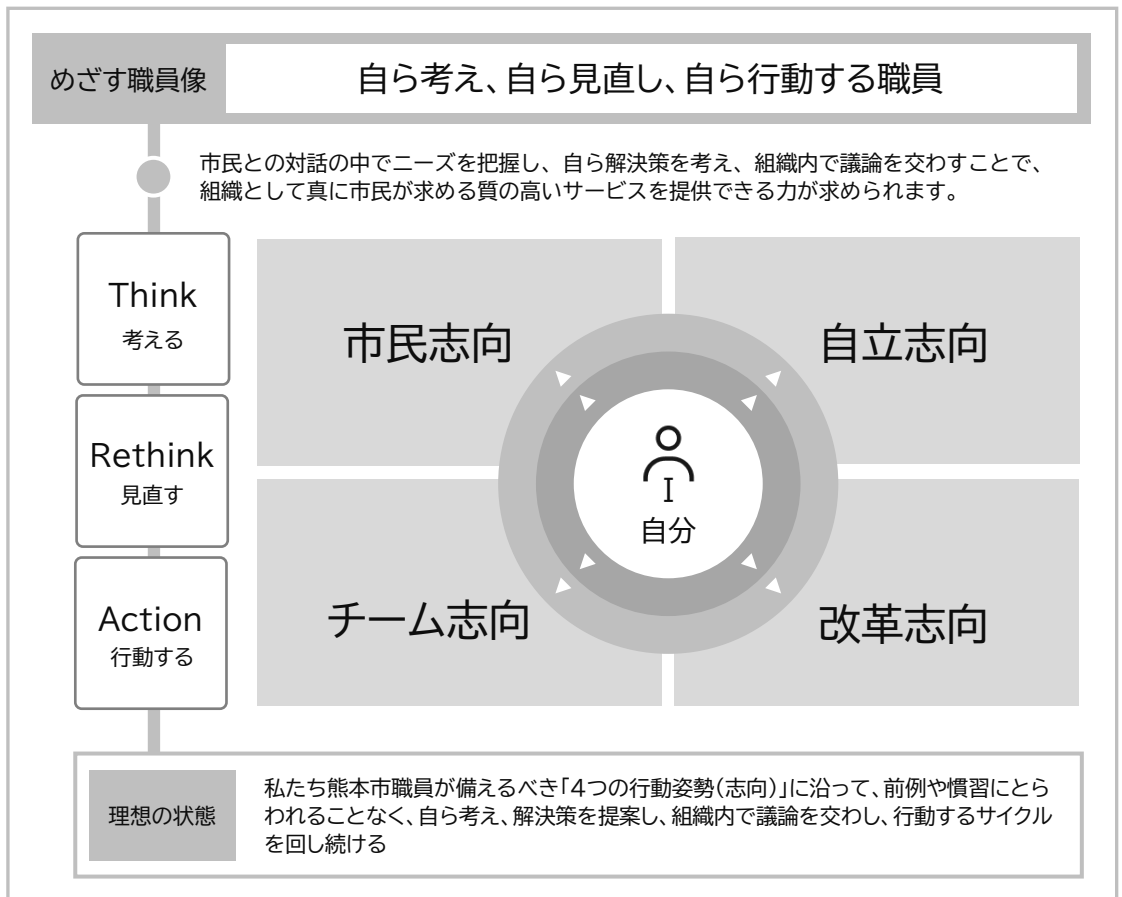 めざす職員像
自ら考え、自ら見直し、自ら行動する職員
市民との対話の中でニーズを把握し、自ら解決策を考え、組織内で議論を交わすことで、
組織として真に市民が求める質の高いサービスを提供できる力が求められます。
Think
考える
Rethink
見直す
Action
行動する
市民志向
自立志向
I
自分
チーム志向
改革志向
理想の状態
私たち熊本市職員が備えるべき「4つの行動姿勢(志向)」に沿って、前例や慣習にとら
われることなく、自ら考え、解決策を提案し、組織内で議論を交わし、行動するサイクル
を回し続ける